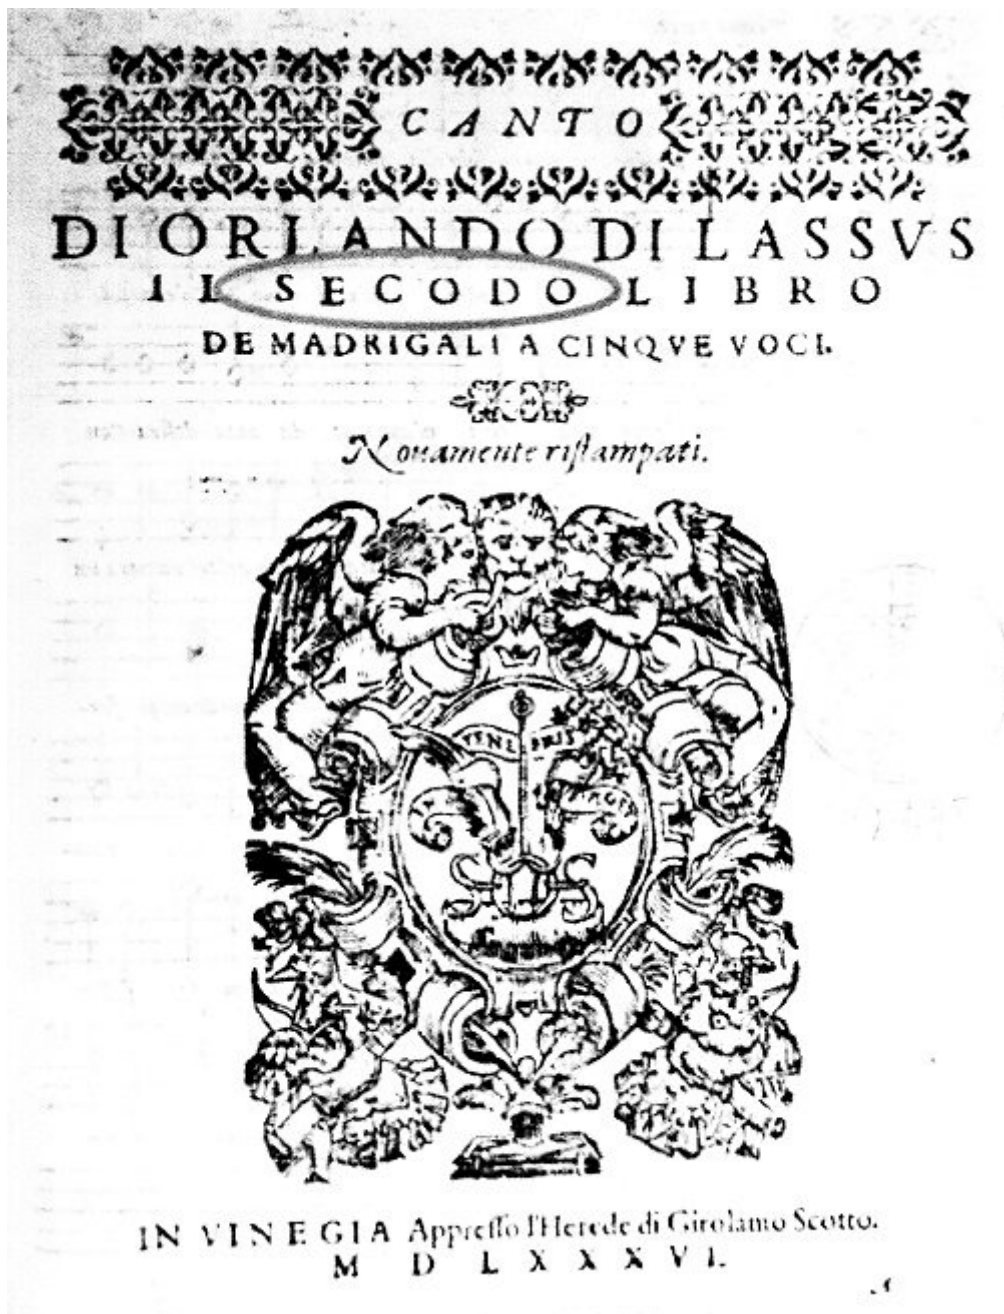 CANTO
DI ORLANDO DI LASSVS
IL SECODO LIBRO
DE MADRIGALI A CINQVE VOCI.
Nouamente riſtampati.
IN VINEGIA Appreſſo l'Herede di Girolamo Scotto.
M D L X X X V I.